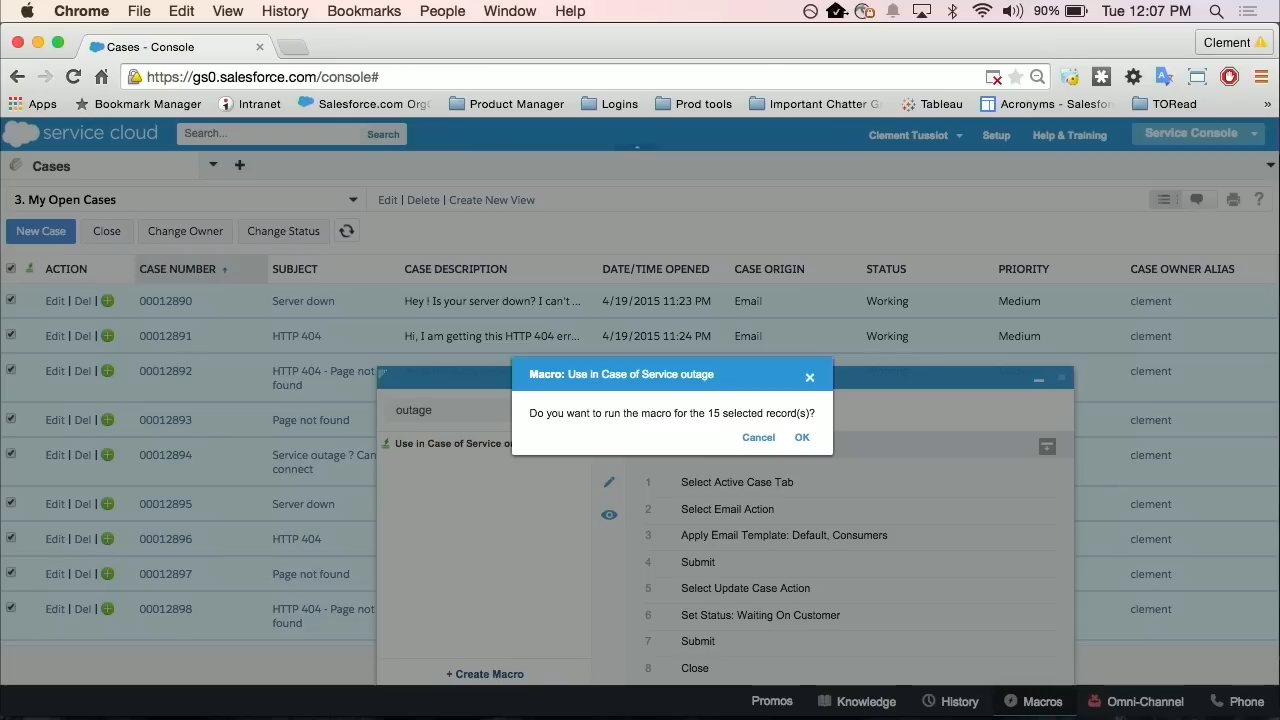 Chrome File Edit View History Bookmarks People Window Help 90% Tue 12:07 PM
Cases - Console Clement
https://gs0.salesforce.com/console#
Apps Bookmark Manager Intranet Salesforce.com Org Product Manager Logins Prod tools Important Chatter G Tableau Acronyms - Salesfor TORead »
service cloud Search... Search Clement Tussiot Setup Help & Training Service Console
Cases
3. My Open Cases Edit | Delete | Create New View
New Case Close Change Owner Change Status
ACTION CASE NUMBER SUBJECT CASE DESCRIPTION DATE/TIME OPENED CASE ORIGIN STATUS PRIORITY CASE OWNER ALIAS
Edit | Del | 00012890 Server down Hey ! Is your server down? I can't ... 4/19/2015 11:23 PM Email Working Medium clement
Edit | Del | 00012891 HTTP 404 Hi, I am getting this HTTP 404 err... 4/19/2015 11:24 PM Email Working Medium clement
Edit | Del | 00012892 HTTP 404 - Page not clement
found
Edit | Del | 00012893 Page not found clement
Edit | Del | 00012894 Service outage ? Can clement
connect
Edit | Del | 00012895 Server down clement
Edit | Del | 00012896 HTTP 404 clement
Edit | Del | 00012897 Page not found clement
Edit | Del | 00012898 HTTP 404 - Page not clement
found
Macro: Use in Case of Service outage
Do you want to run the macro for the 15 selected record(s)?
Cancel OK
outage
Use in Case of Service o
1 Select Active Case Tab
2 Select Email Action
3 Apply Email Template: Default, Consumers
4 Submit
5 Select Update Case Action
6 Set Status: Waiting On Customer
7 Submit
8 Close
+ Create Macro
Promos Knowledge History Macros Omni-Channel Phone